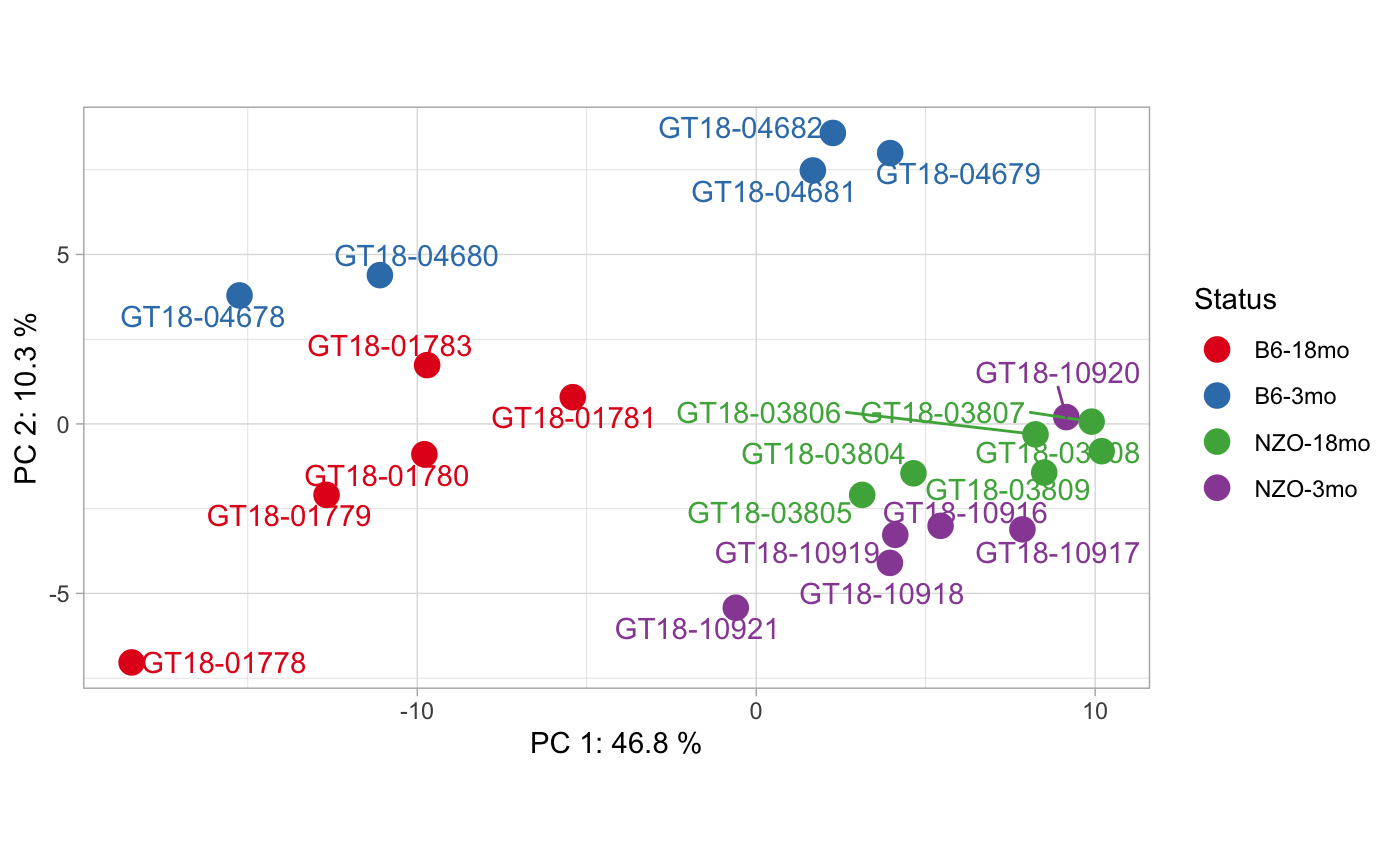 GT18-04682
GT18-04679
GT18-04681
GT18-04680
GT18-04678
GT18-01783
GT18-01781
GT18-01780
GT18-01779
GT18-01778
GT18-10920
GT18-03806
GT18-03807
GT18-03804
GT18-03808
GT18-03809
GT18-03805
GT18-10916
GT18-10919
GT18-10917
GT18-10918
GT18-10921
5
0
-5
-10
0
10
PC 1: 46.8 %
PC 2: 10.3 %
Status
B6-18mo
B6-3mo
NZO-18mo
NZO-3mo